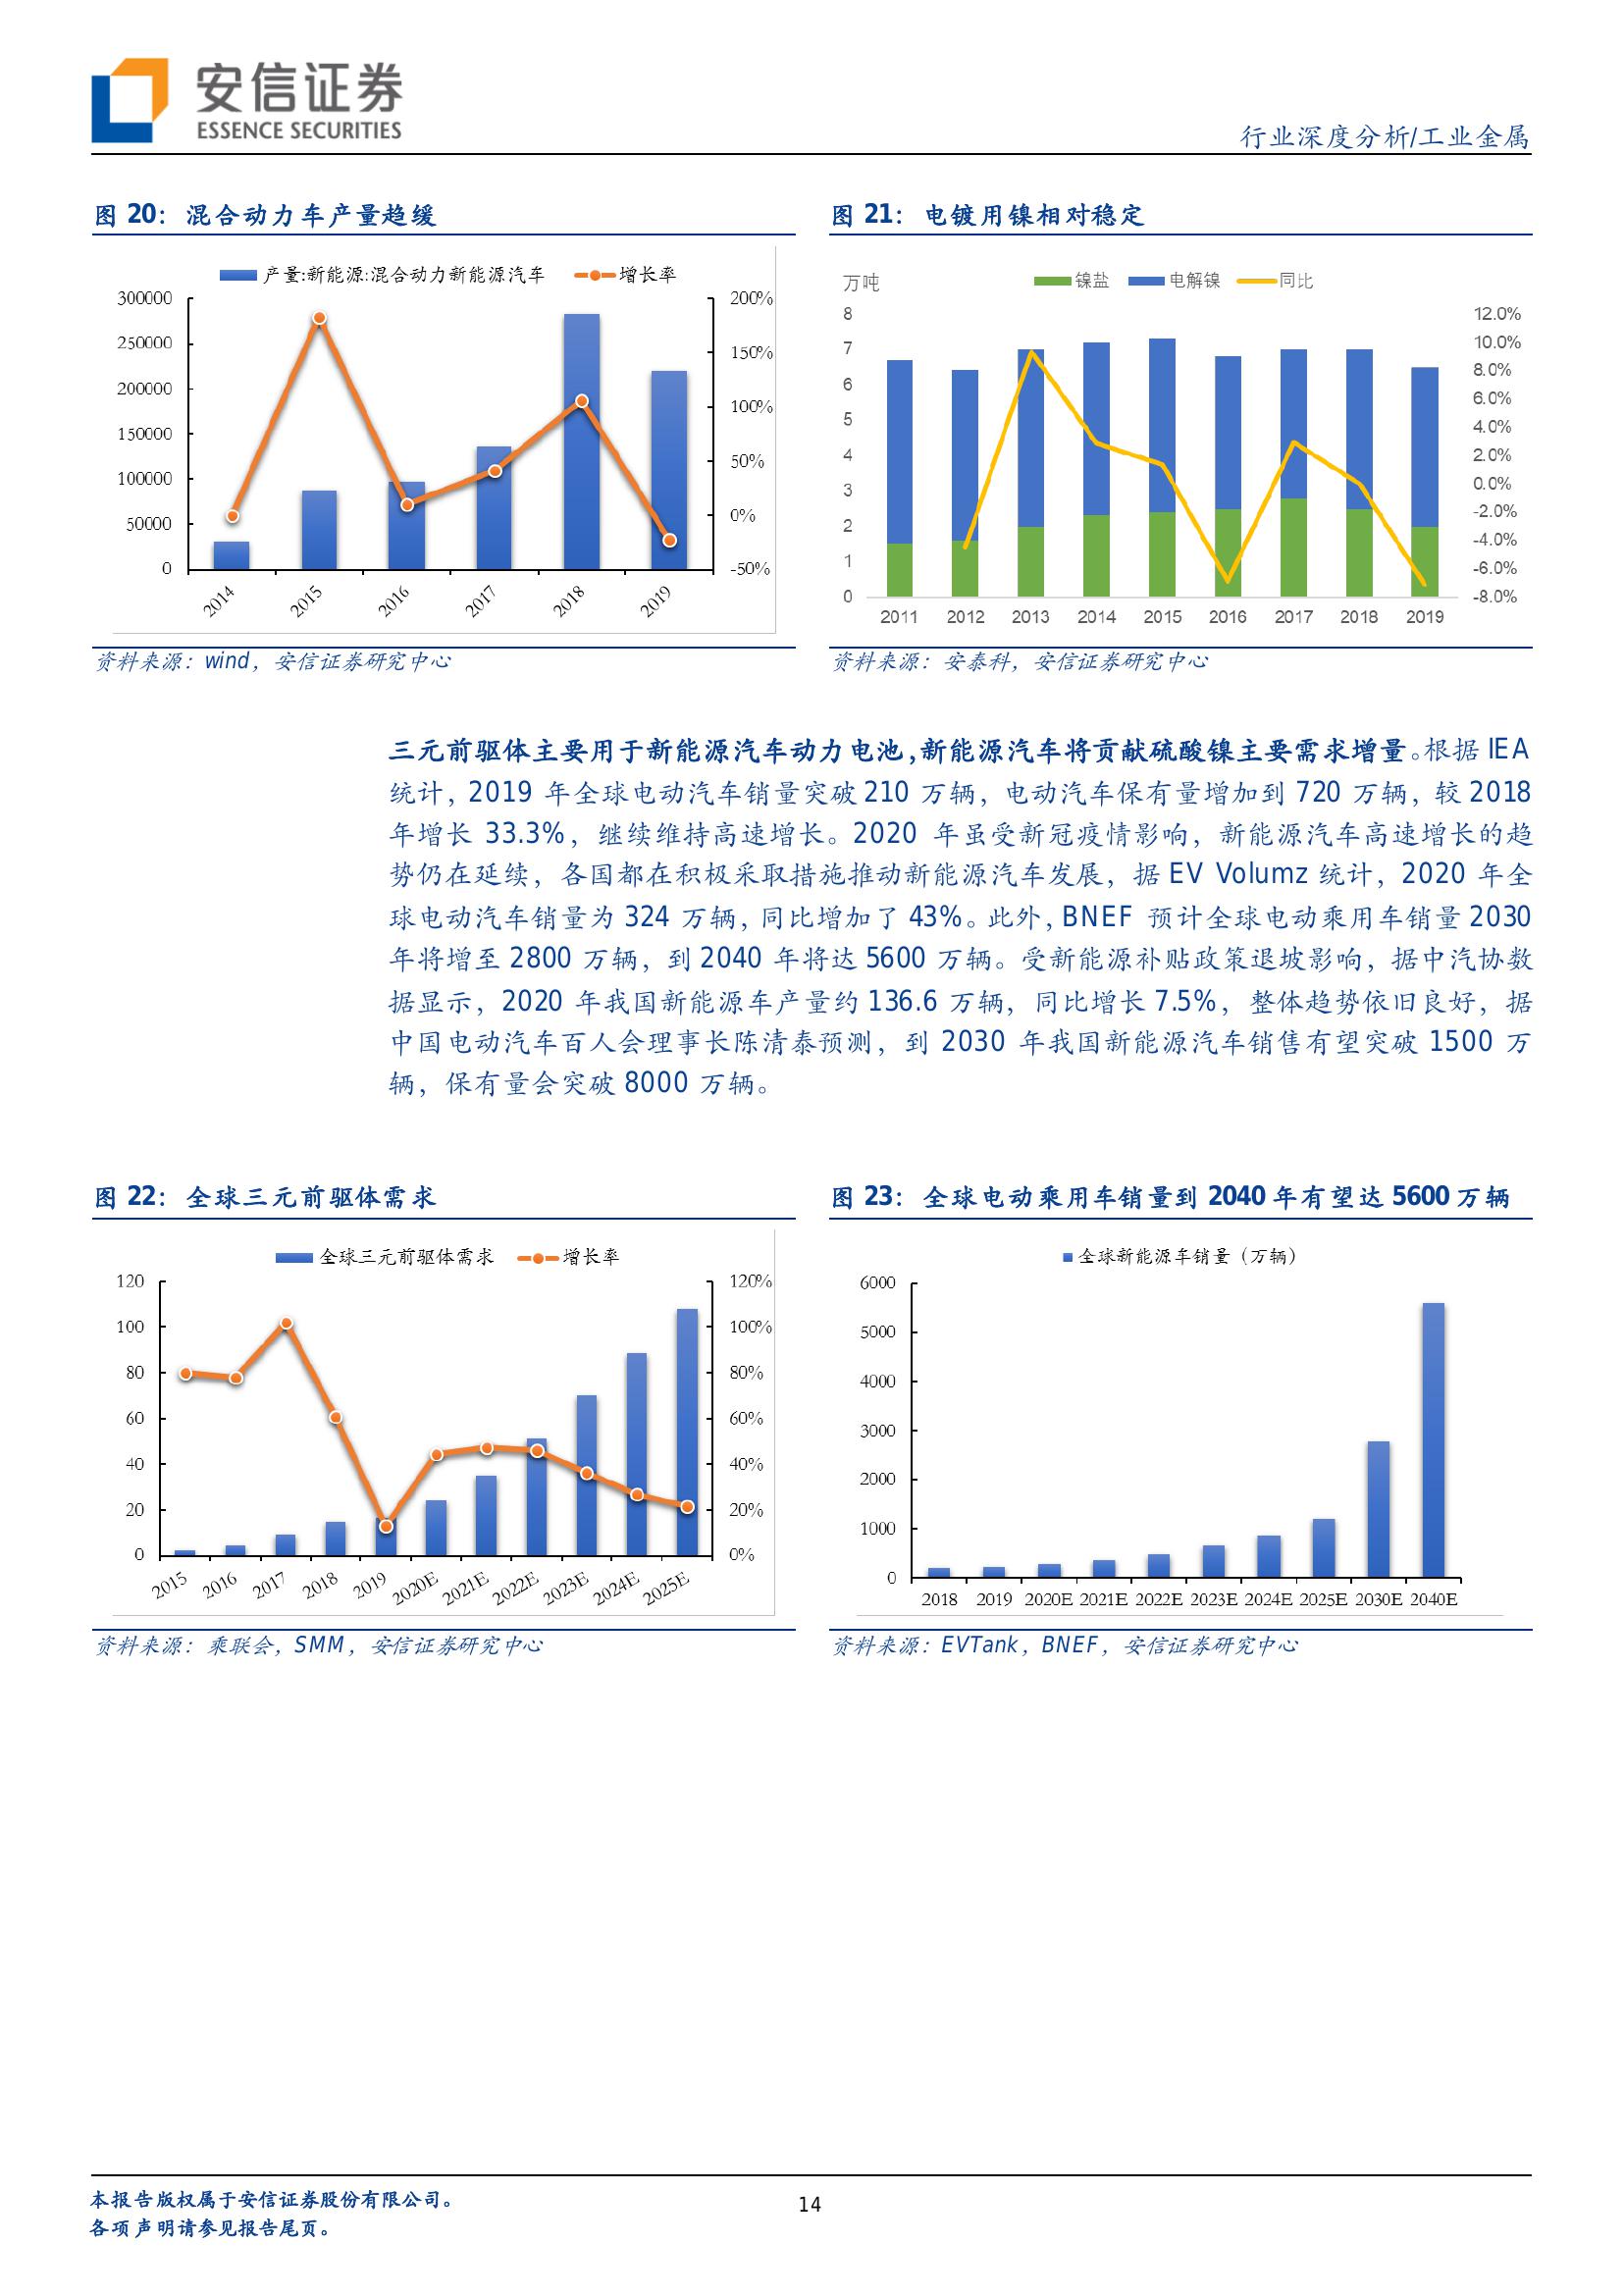 安信证券
ESSENCE SECURITIES
行业深度分析/工业金属
图 20：混合动力车产量趋缓
产量:新能源:混合动力新能源汽车 增长率
300000
250000
200000
150000
100000
50000
0
200%
150%
100%
50%
0%
-50%
2014 2015 2016 2017 2018 2019
资料来源：wind，安信证券研究中心
图 21：电镀用镍相对稳定
万吨
镍盐 电解镍 同比
8
7
6
5
4
3
2
1
0
12.0%
10.0%
8.0%
6.0%
4.0%
2.0%
0.0%
-2.0%
-4.0%
-6.0%
-8.0%
2011 2012 2013 2014 2015 2016 2017 2018 2019
资料来源：安泰科，安信证券研究中心
三元前驱体主要用于新能源汽车动力电池，新能源汽车将贡献硫酸镍主要需求增量。根据 IEA
统计，2019 年全球电动汽车销量突破 210 万辆，电动汽车保有量增加到 720 万辆，较 2018
年增长 33.3%，继续维持高速增长。2020 年虽受新冠疫情影响，新能源汽车高速增长的趋
势仍在延续，各国都在积极采取措施推动新能源汽车发展，据 EV Volumz 统计，2020 年全
球电动汽车销量为 324 万辆，同比增加了 43%。此外，BNEF 预计全球电动乘用车销量 2030
年将增至 2800 万辆，到 2040 年将达 5600 万辆。受新能源补贴政策退坡影响，据中汽协数
据显示，2020 年我国新能源车产量约 136.6 万辆，同比增长 7.5%，整体趋势依旧良好，据
中国电动汽车百人会理事长陈清泰预测，到 2030 年我国新能源汽车销售有望突破 1500 万
辆，保有量会突破 8000 万辆。
图 22：全球三元前驱体需求
全球三元前驱体需求 增长率
120
100
80
60
40
20
0
120%
100%
80%
60%
40%
20%
0%
2015 2016 2017 2018 2019 2020E 2021E 2022E 2023E 2024E 2025E
资料来源：乘联会，SMM，安信证券研究中心
图 23：全球电动乘用车销量到 2040 年有望达 5600 万辆
全球新能源车销量（万辆）
6000
5000
4000
3000
2000
1000
0
2018 2019 2020E 2021E 2022E 2023E 2024E 2025E 2030E 2040E
资料来源：EVTank，BNEF，安信证券研究中心
本报告版权属于安信证券股份有限公司。
各项声明请参见报告尾页。
14